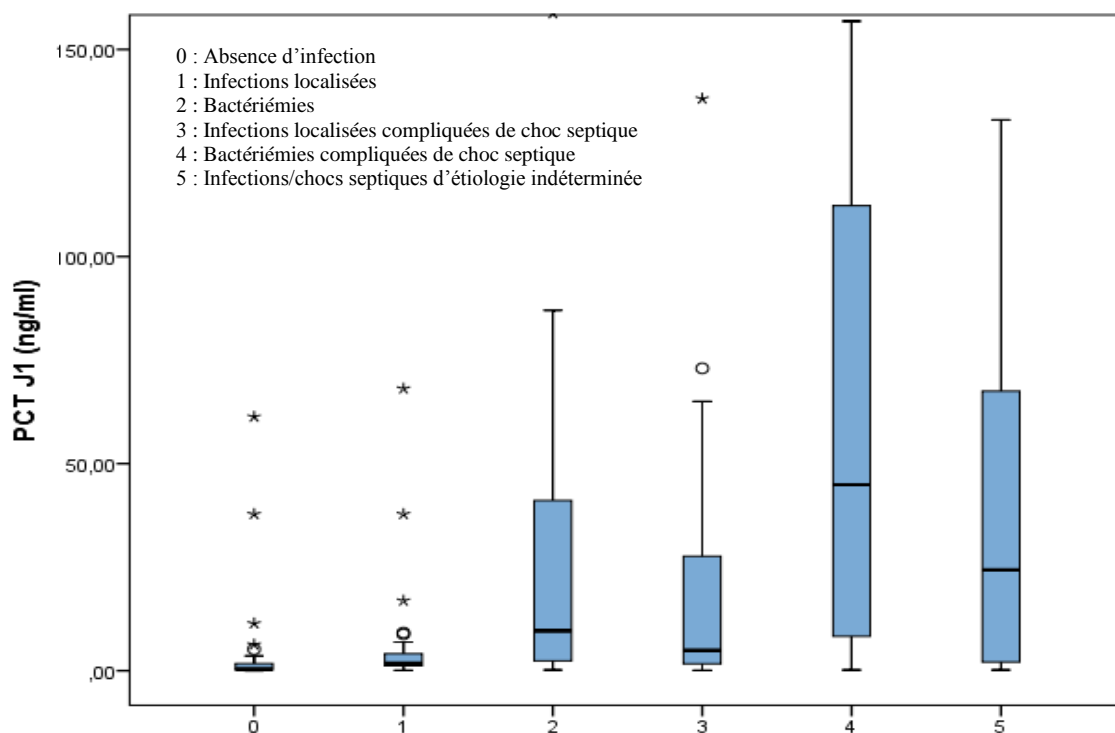 150,00
0 : Absence d’infection
1 : Infections localisées
2 : Bactériémies
3 : Infections localisées compliquées de choc septique
4 : Bactériémies compliquées de choc septique
5 : Infections/chocs septiques d’étiologie indéterminée
100,00
PCT J1 (ng/ml)
50,00
,00
0 1 2 3 4 5